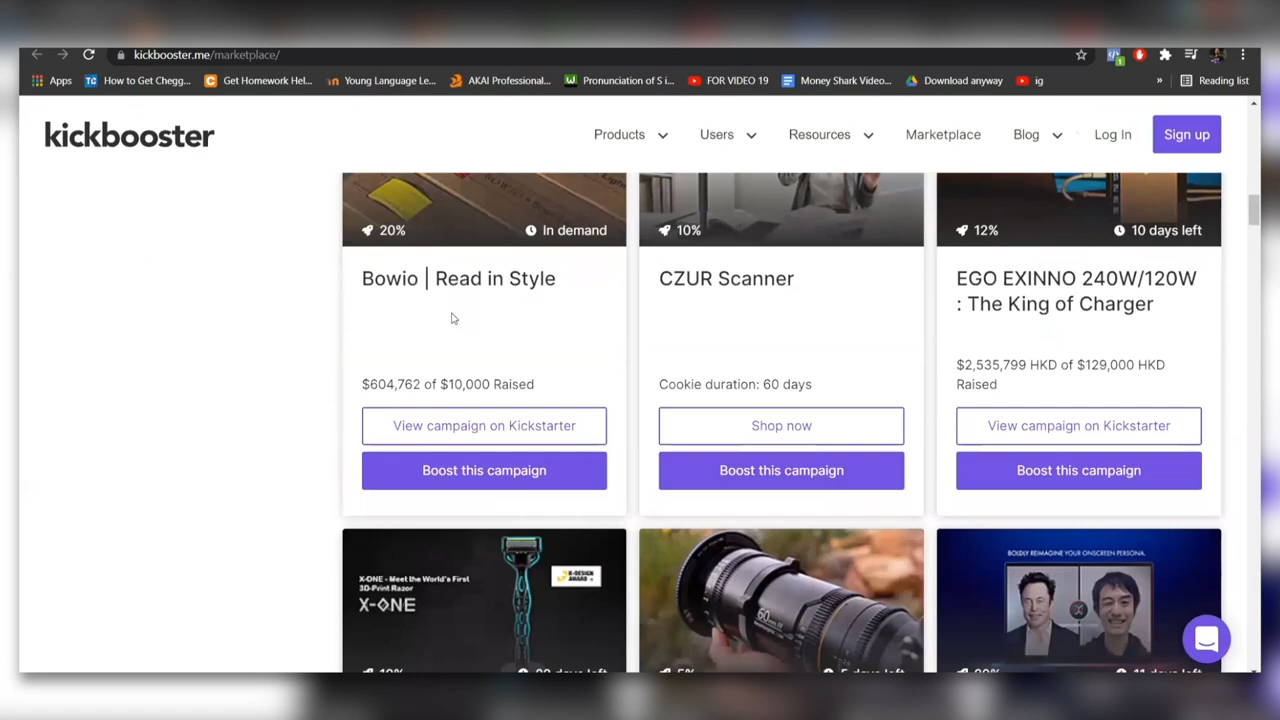 kickbooster.me/marketplace/
Apps How to Get Chegg... Get Homework Hel... Young Language Le... AKAI Professional... Pronunciation of S i... FOR VIDEO 19 Money Shark Video... Download anyway ig » Reading list
kickbooster Products Users Resources Marketplace Blog Log In Sign up
20% In demand
10%
12% 10 days left
Bowio | Read in Style
$604,762 of $10,000 Raised
View campaign on Kickstarter
Boost this campaign
CZUR Scanner
Cookie duration: 60 days
Shop now
Boost this campaign
EGO EXINNO 240W/120W
: The King of Charger
$2,535,799 HKD of $129,000 HKD
Raised
View campaign on Kickstarter
Boost this campaign
X-ONE - Meet the World's First
3D-Print Razor
X-ONE
60mm
BOLDLY REIMAGINE YOUR ONSCREEN PERSONA.